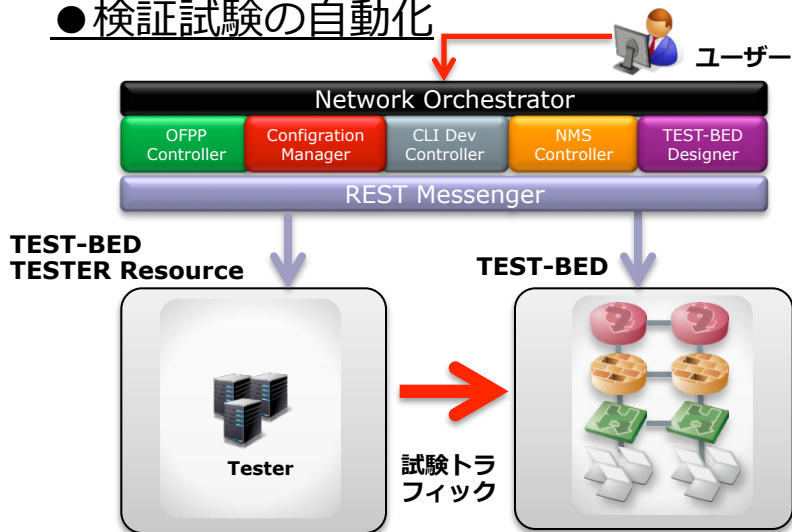 ●検証試験の自動化
ユーザー
Network Orchestrator
OFPP
Controller
Configration
Manager
CLI Dev
Controller
NMS
Controller
TEST-BED
Designer
REST Messenger
TEST-BED
TESTER Resource
TEST-BED
Tester
試験トラ
フィック